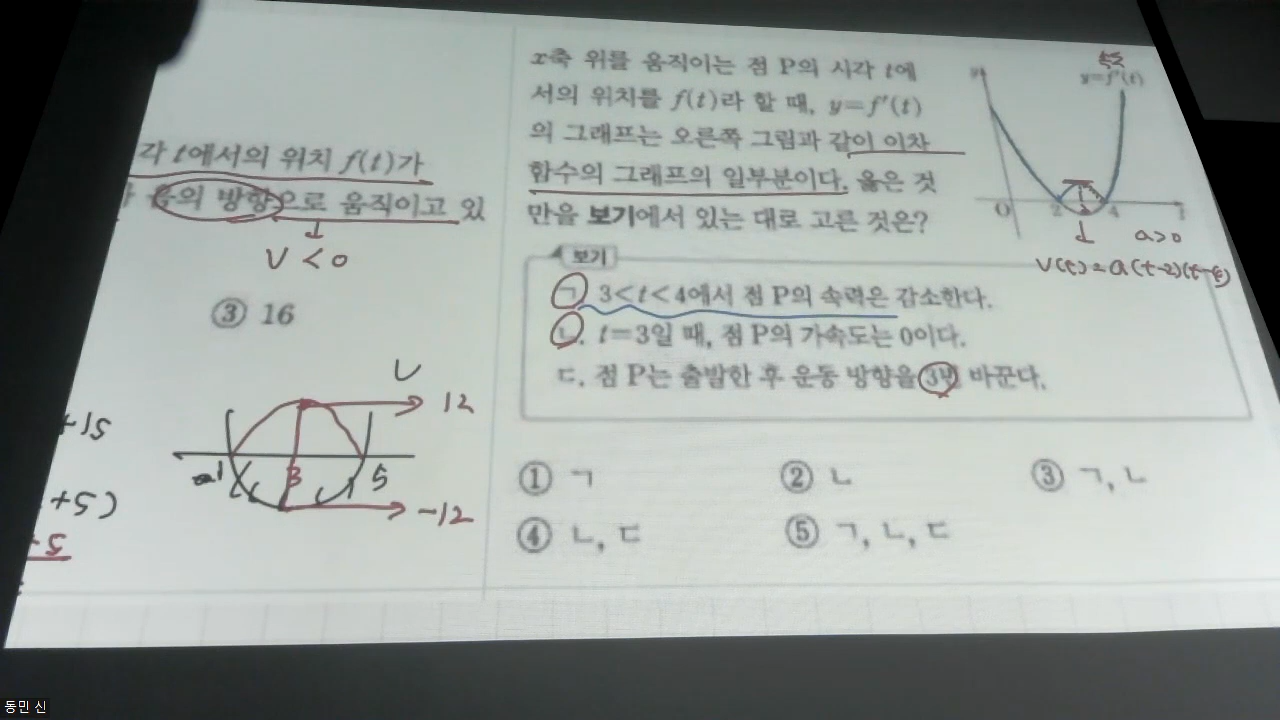 각 t에서의 위치 f(t)가
음의 방향으로 움직이고 있
V < 0
③ 16
V
12
5
3
-12
x축 위를 움직이는 점 P의 시각 t에
서의 위치를 f(t)라 할 때, y=f'(t)
의 그래프는 오른쪽 그림과 같이 이차
함수의 그래프의 일부분이다. 옳은 것
만을 보기에서 있는 대로 고른 것은?
속도
y=f'(t)
O 2 4 t
a>0
V(t)=a(t-2)(t-4)
보기
ㄱ. 3<t<4에서 점 P의 속력은 감소한다.
ㄴ. t=3일 때, 점 P의 가속도는 0이다.
ㄷ. 점 P는 출발한 후 운동 방향을 3번 바꾼다.
① ㄱ ② ㄴ ③ ㄱ, ㄴ
④ ㄴ, ㄷ ⑤ ㄱ, ㄴ, ㄷ
동민 신